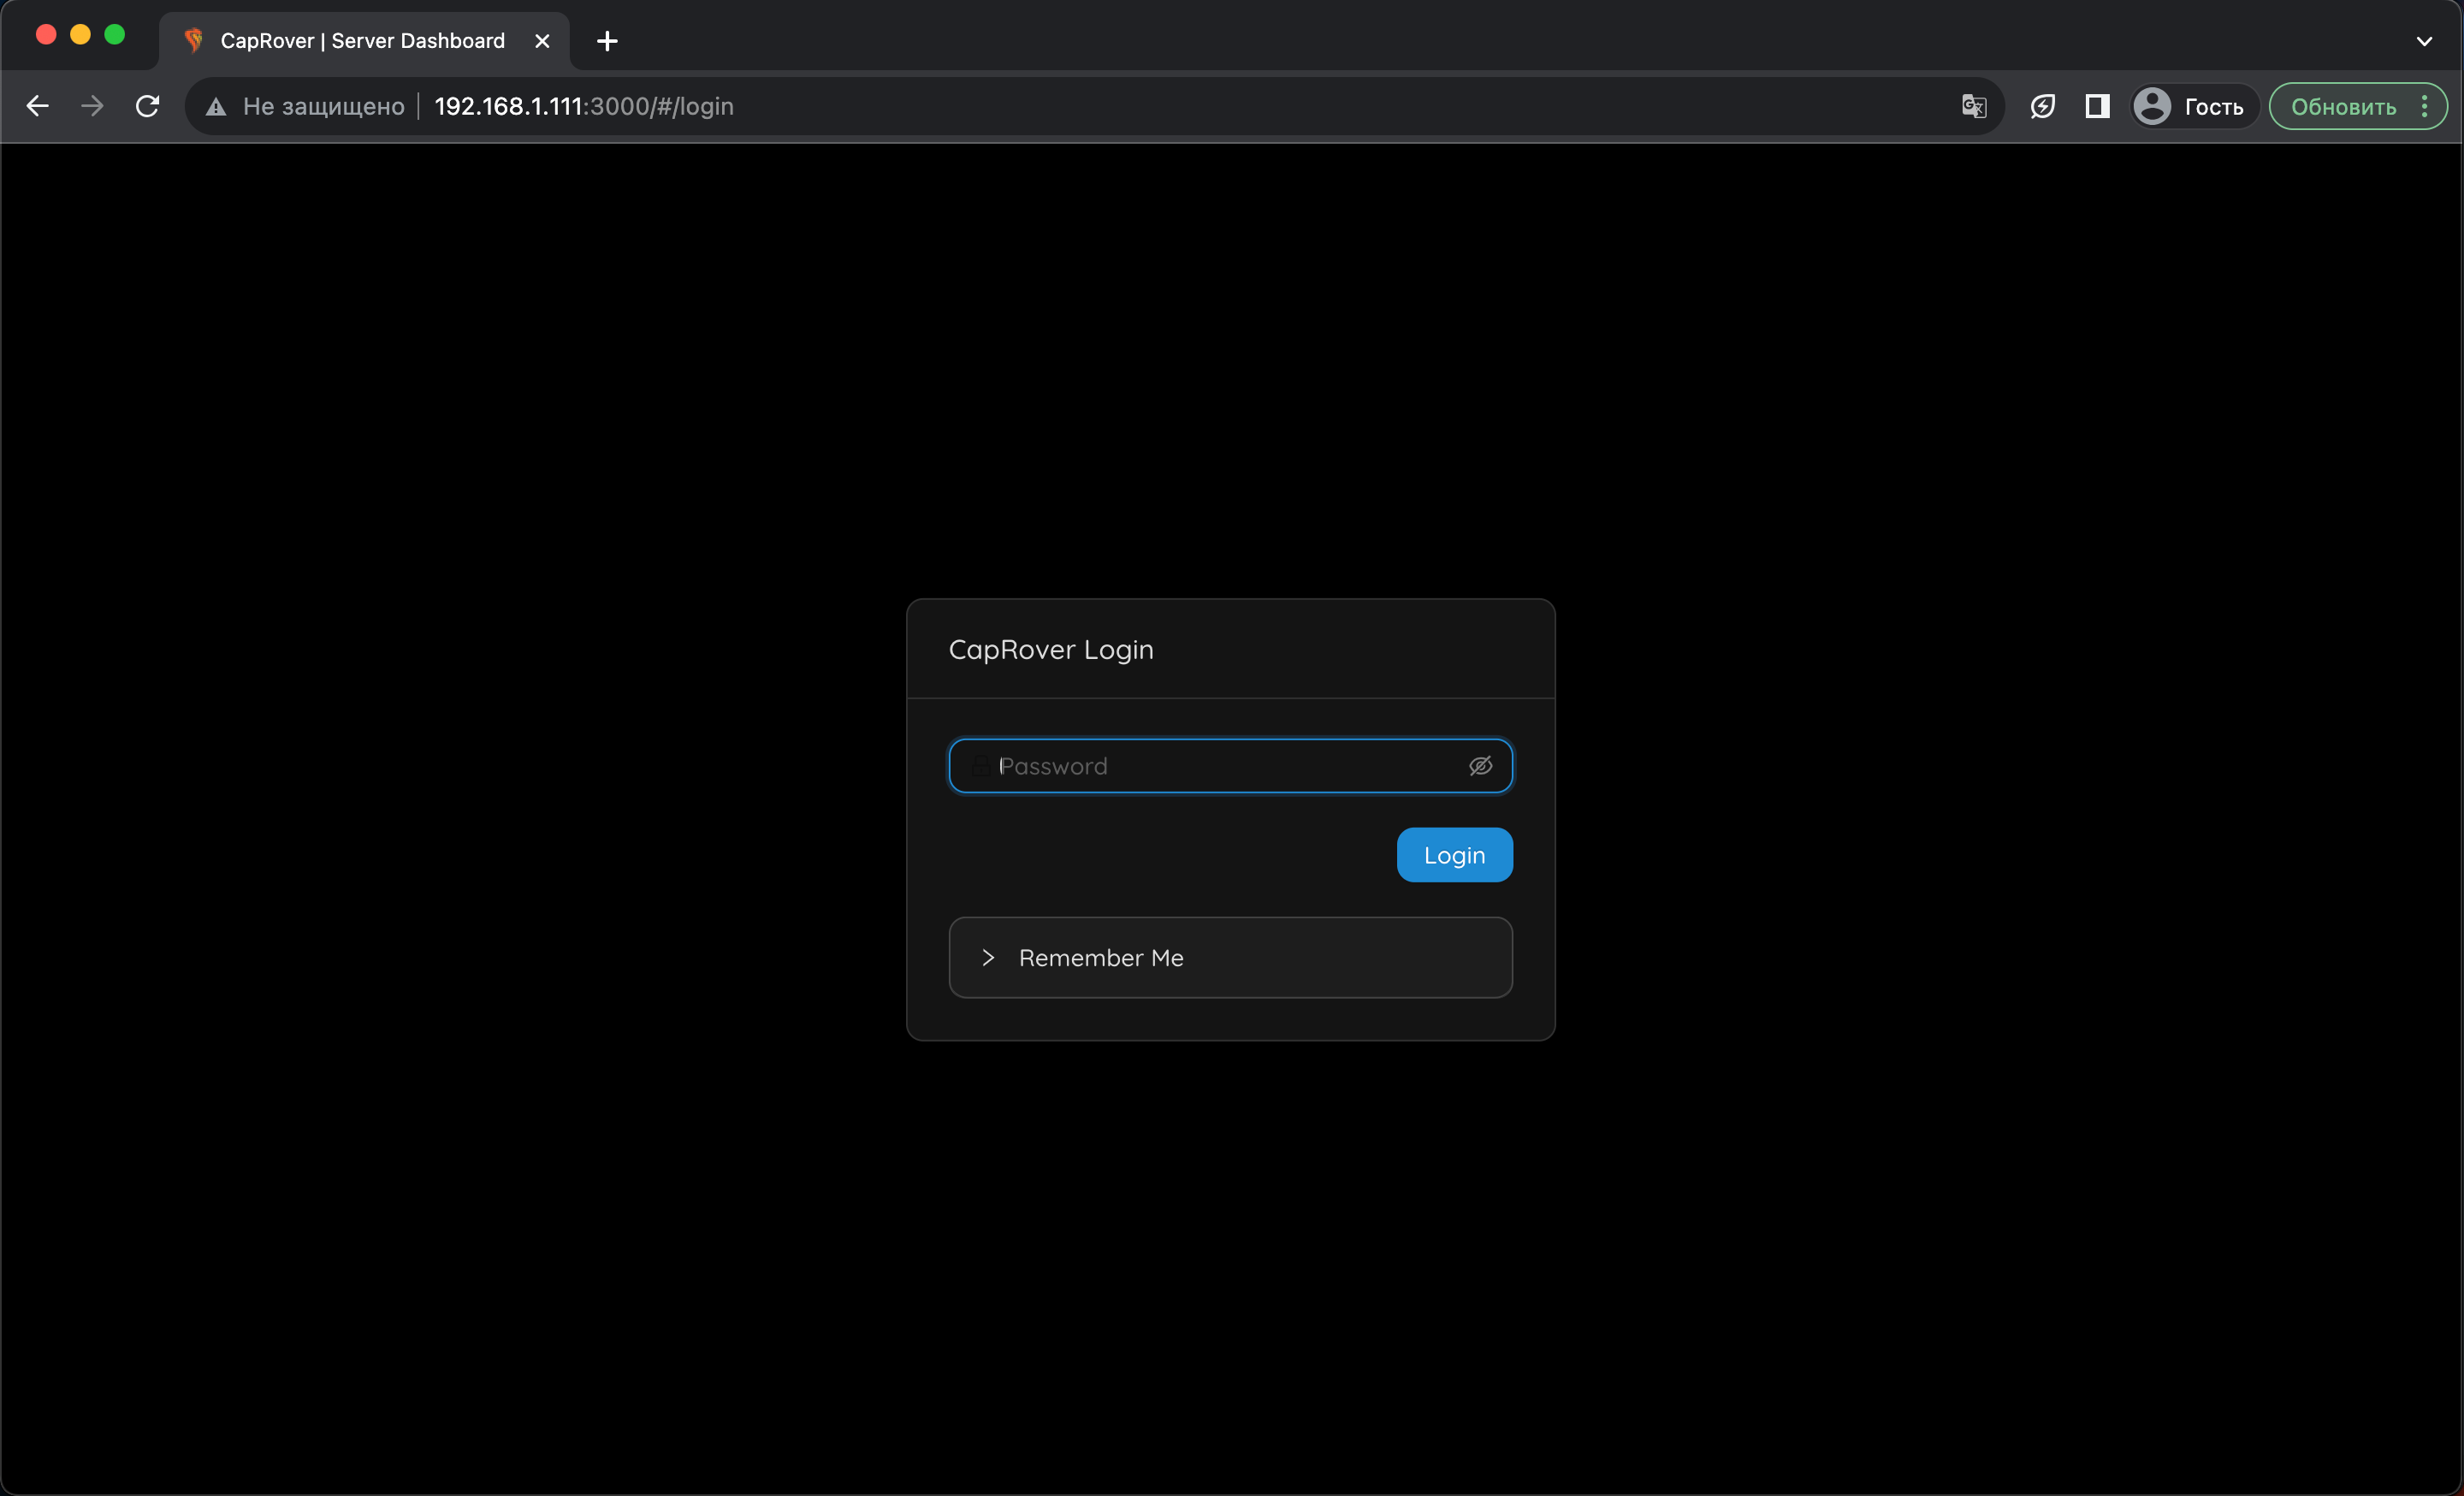 CapRover | Server Dashboard
Не защищено 192.168.1.111:3000/#/login
Гость
Обновить
CapRover Login
Password
Login
Remember Me